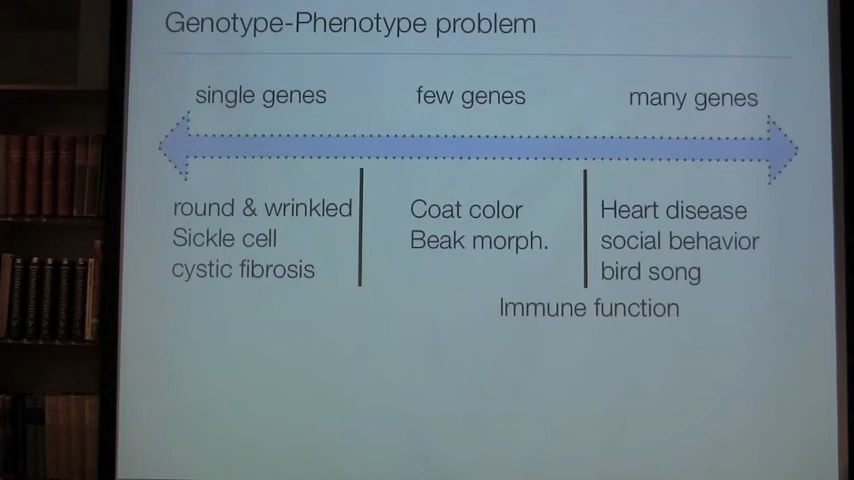 Genotype-Phenotype problem
single genes
few genes
many genes
round & wrinkled
Sickle cell
cystic fibrosis
Coat color
Beak morph.
Heart disease
social behavior
bird song
Immune function